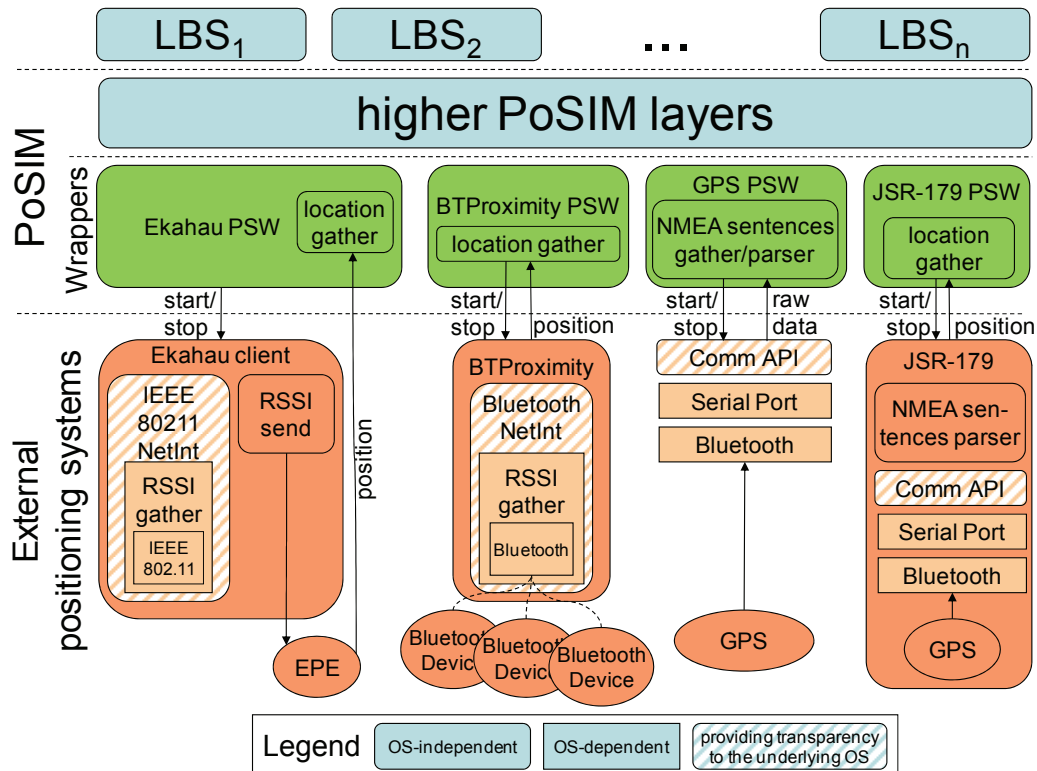 LBS1
LBS2
...
LBSn
PoSIM
higher PoSIM layers
Wrappers
Ekahau PSW
location
gather
BTProximity PSW
location gather
GPS PSW
NMEA sentences
gather/parser
JSR-179 PSW
location
gather
start/
stop
start/
stop
position
start/
stop
raw
data
start/
stop
position
External
positioning systems
Ekahau client
IEEE
80211
NetInt
RSSI
gather
IEEE
802.11
RSSI
send
position
EPE
BTProximity
Bluetooth
NetInt
RSSI
gather
Bluetooth
Bluetooth
Device
Bluetooth
Device
Bluetooth
Device
Comm API
Serial Port
Bluetooth
GPS
JSR-179
NMEA sen-
tences parser
Comm API
Serial Port
Bluetooth
GPS
Legend
OS-independent
OS-dependent
providing transparency
to the underlying OS